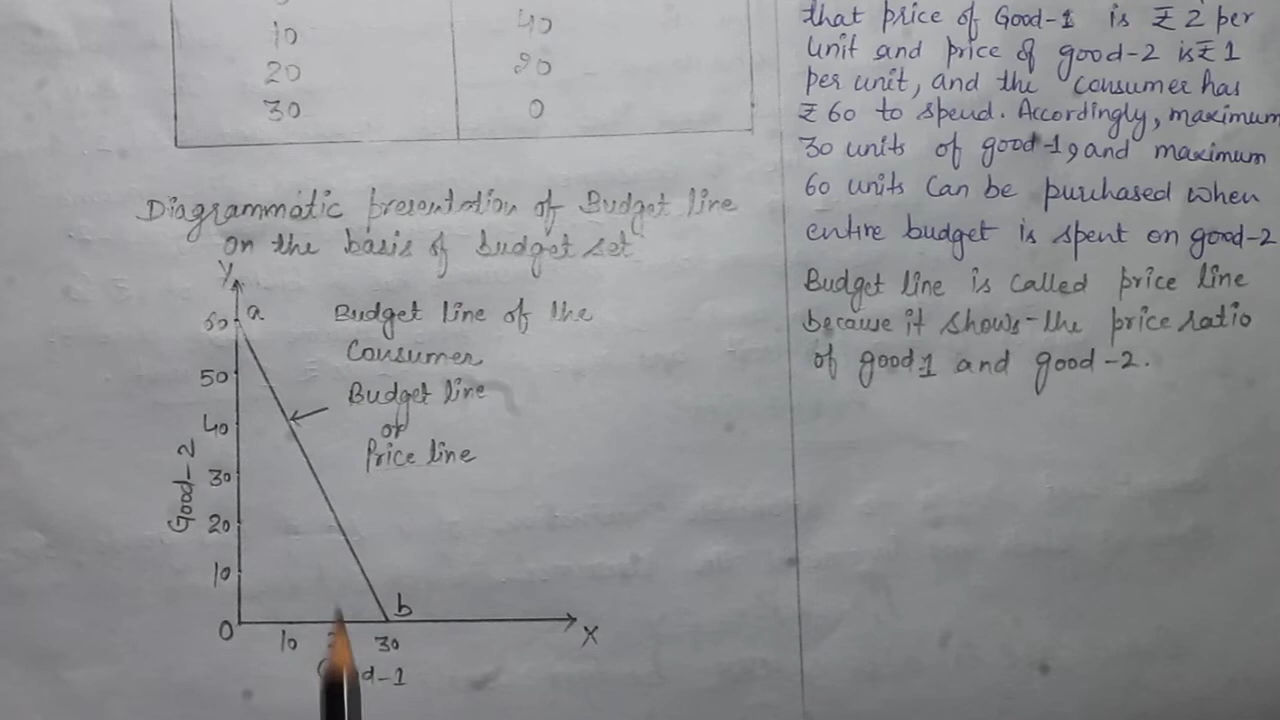 10 40
20 20
30 0
Diagrammatic presentation of Budget line
on the basis of budget set
Y
a
60
50
40
30
20
10
0
Good-2
Budget line of the
Consumer
Budget line
or
Price line
b
X
10 30
d-1
that price of Good-1 is ₹ 2 per
unit and price of good-2 is ₹ 1
per unit, and the consumer has
₹ 60 to spend. Accordingly, maximum
30 units of good-1, and maximum
60 units can be purchased when
entire budget is spent on good-2
Budget line is called price line
because it shows-the price ratio
of good 1 and good-2.